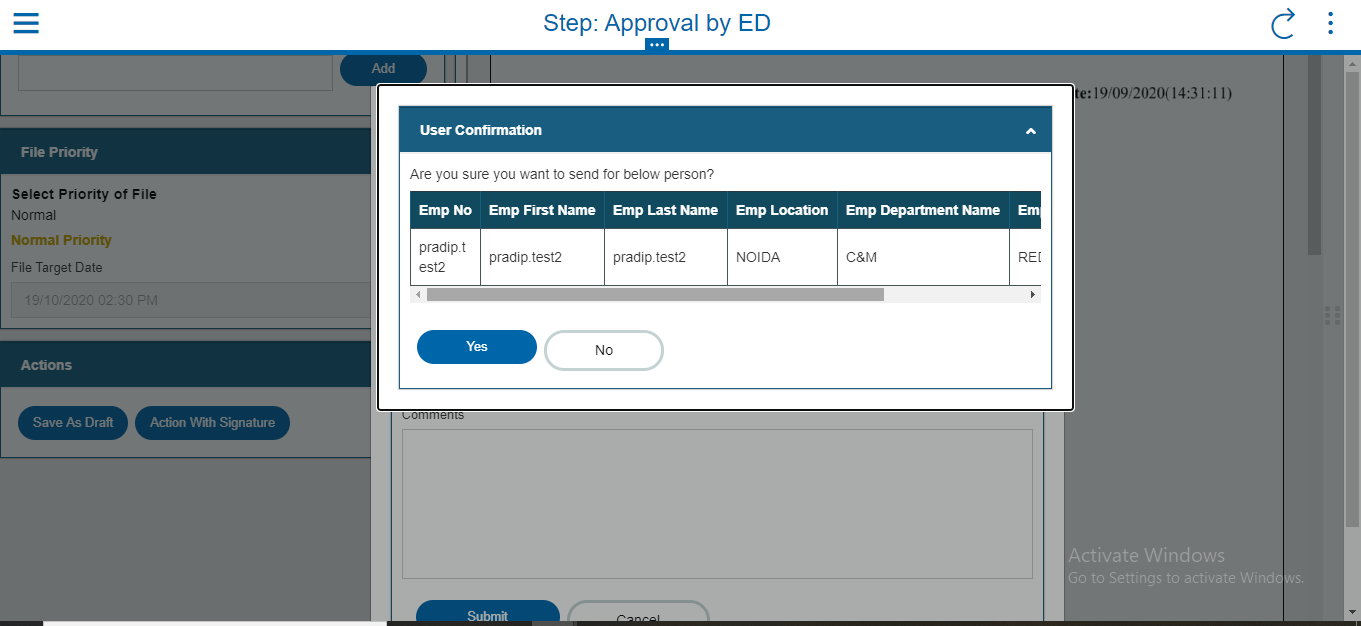 Step: Approval by ED
Add
te:19/09/2020(14:31:11)
File Priority
Select Priority of File
Normal
Normal Priority
File Target Date
19/10/2020 02:30 PM
Actions
Save As Draft
Action With Signature
User Confirmation
Are you sure you want to send for below person?
Emp No Emp First Name Emp Last Name Emp Location Emp Department Name Em
pradip.t
est2
pradip.test2 pradip.test2 NOIDA C&M RED
Yes No
Comments
Submit Cancel
Activate Windows
Go to Settings to activate Windows.